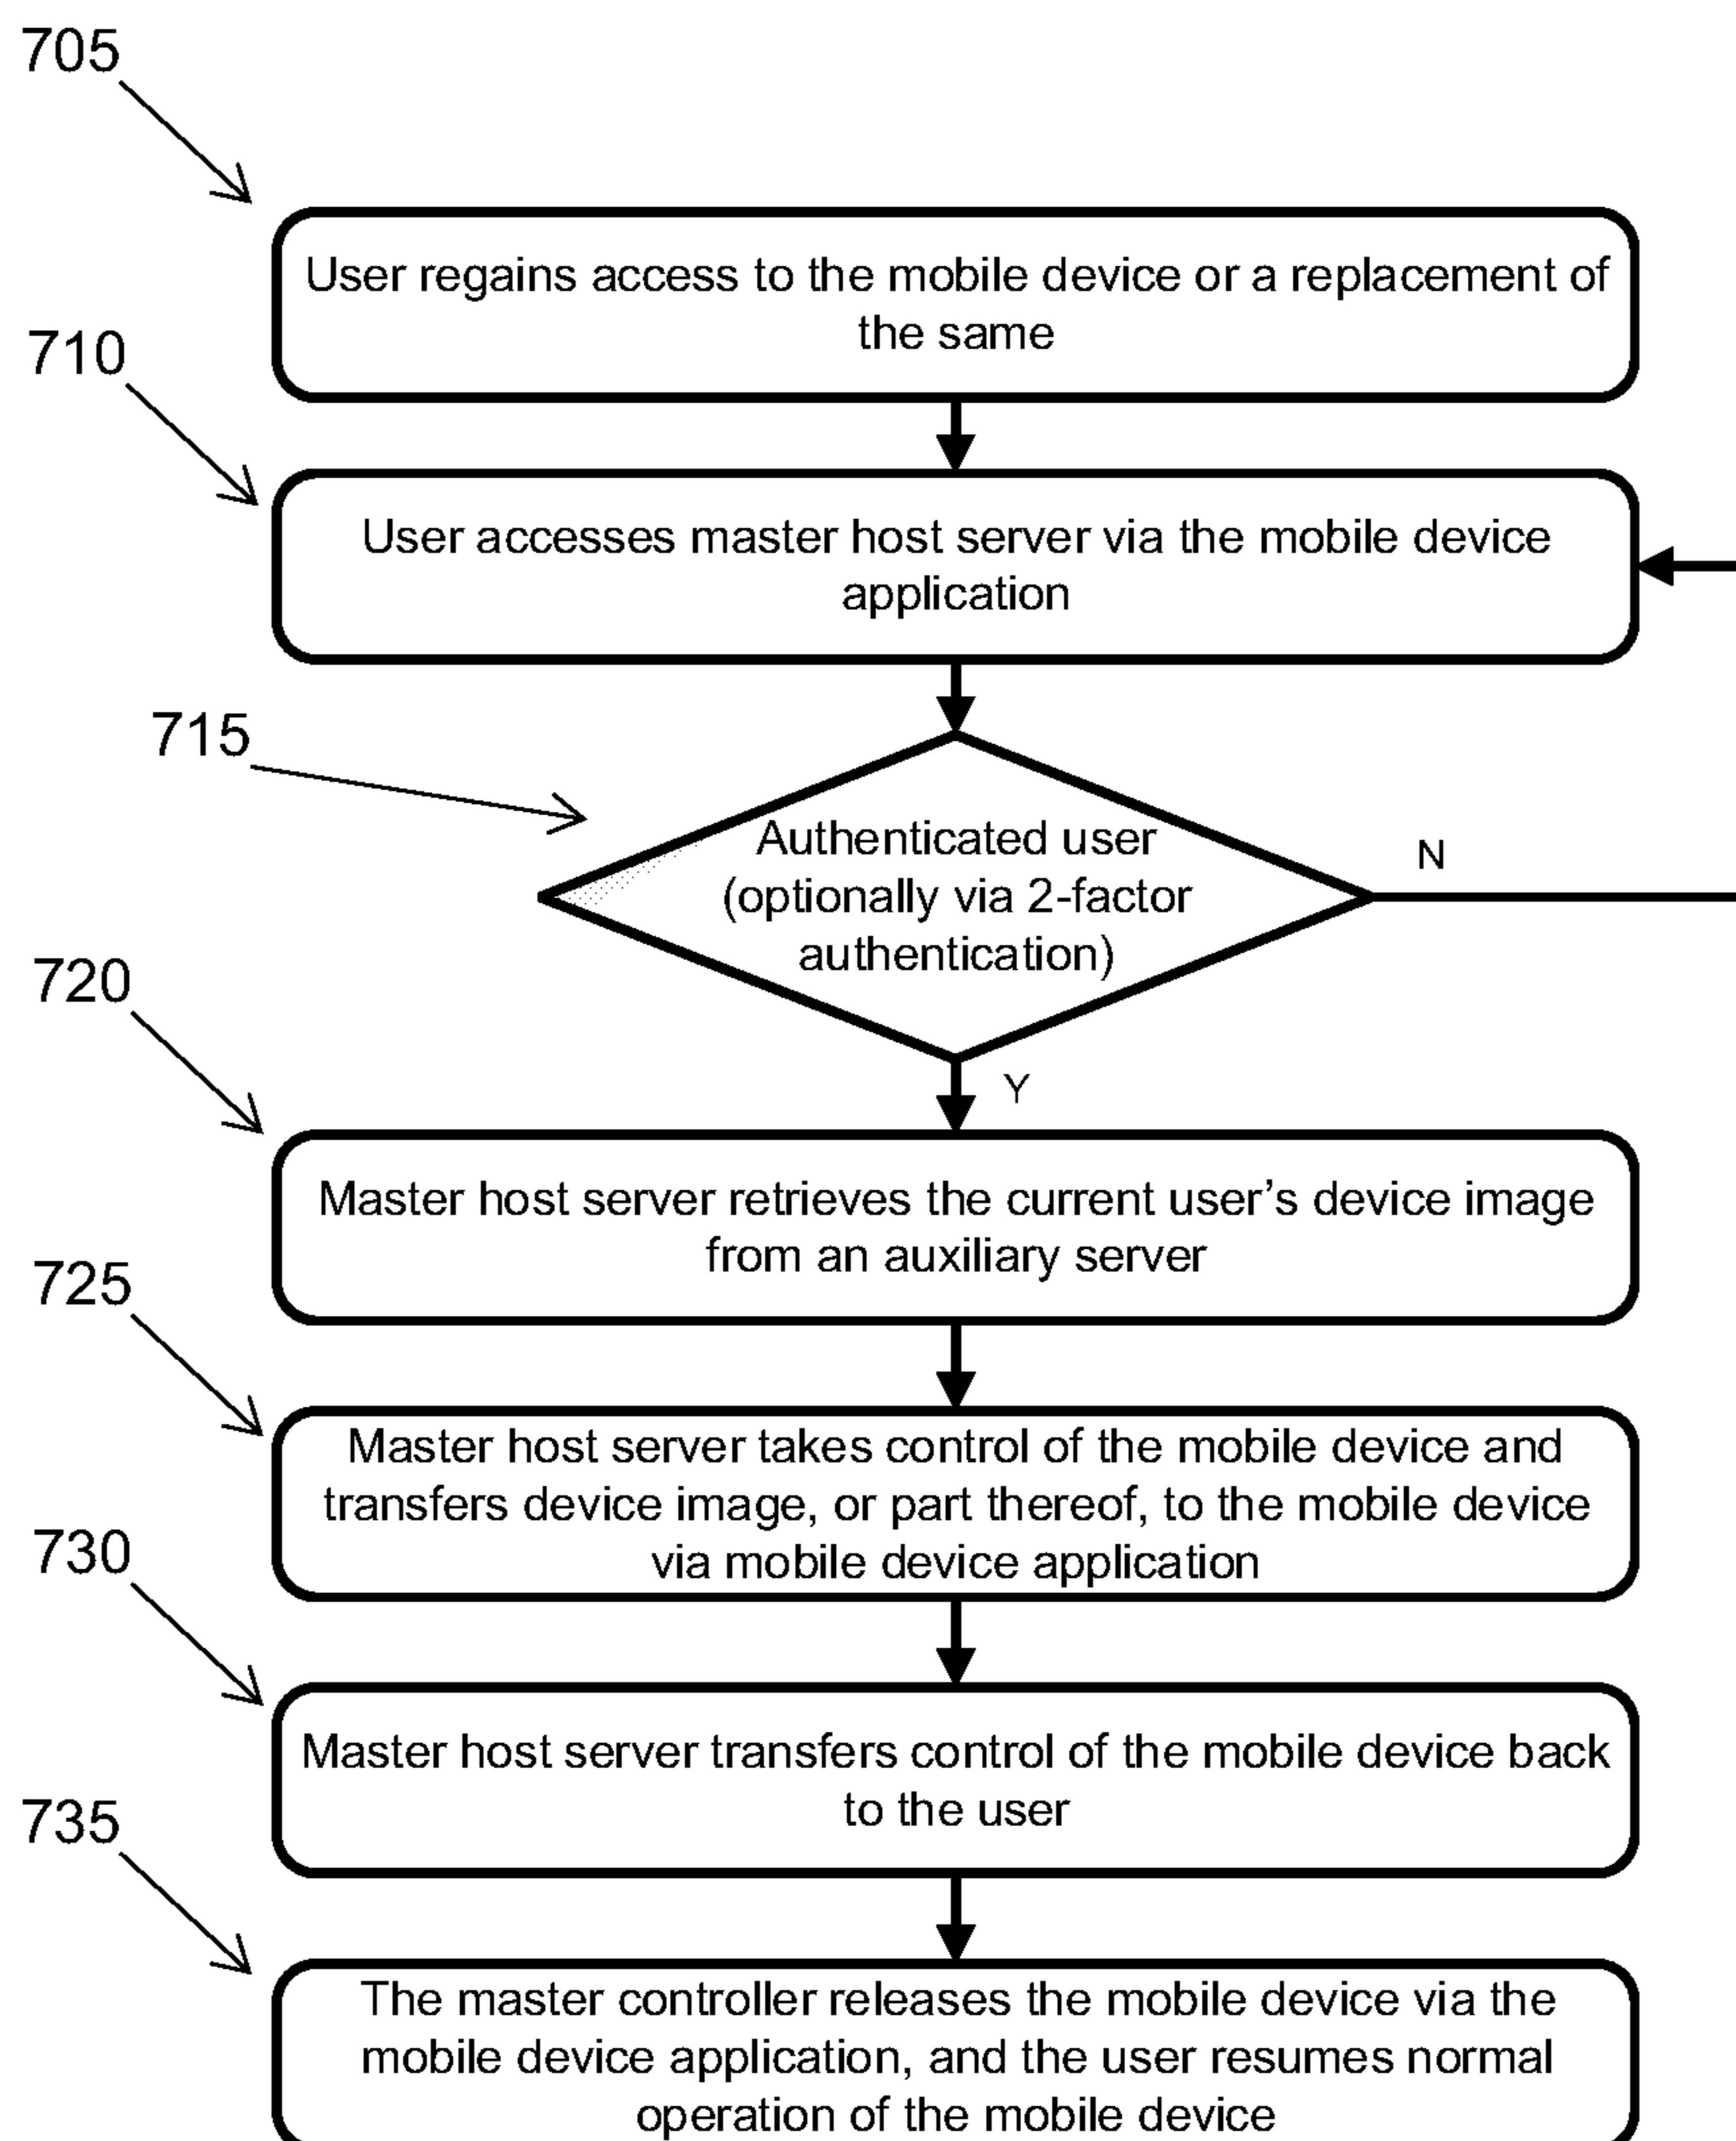 705
User regains access to the mobile device or a replacement of
the same
710
User accesses master host server via the mobile device
application
715
Authenticated user
(optionally via 2-factor
authentication)
N
Y
720
Master host server retrieves the current user’s device image
from an auxiliary server
725
Master host server takes control of the mobile device and
transfers device image, or part thereof, to the mobile device
via mobile device application
730
Master host server transfers control of the mobile device back
to the user
735
The master controller releases the mobile device via the
mobile device application, and the user resumes normal
operation of the mobile device